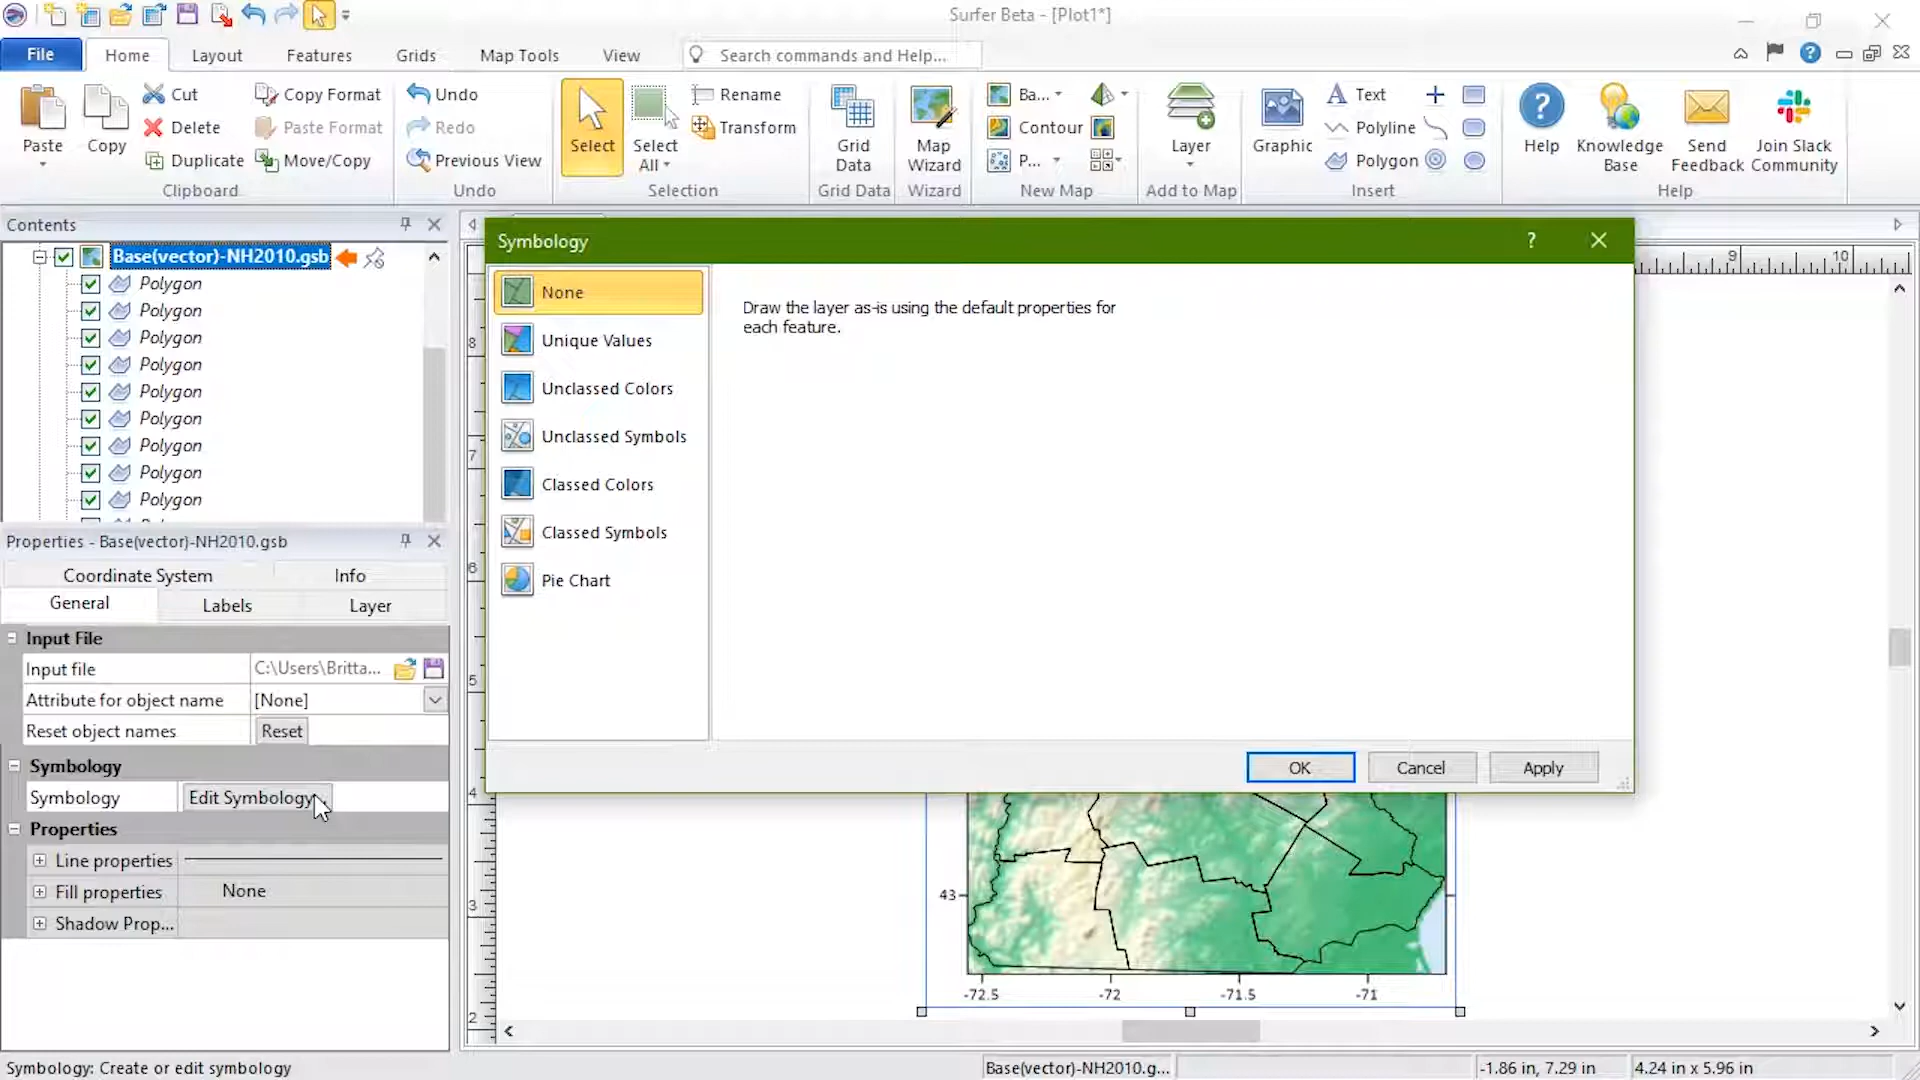 Surfer Beta - [Plot1*]
File Home Layout Features Grids Map Tools View Search commands and Help...
Paste
Copy
Cut
Delete
Duplicate
Copy Format
Paste Format
Move/Copy
Clipboard
Undo
Redo
Previous View
Undo
Select
Select
All
Rename
Transform
Selection
Grid
Data
Grid Data
Map
Wizard
Wizard
Ba...
Contour
P...
New Map
Layer
Add to Map
Graphic
Text
Polyline
Polygon
Insert
Help
Knowledge
Base
Send
Feedback
Join Slack
Community
Help
Contents
Base(vector)-NH2010.gsb
Polygon
Polygon
Polygon
Polygon
Polygon
Polygon
Polygon
Polygon
Polygon
Properties - Base(vector)-NH2010.gsb
Coordinate System Info
General Labels Layer
Input File
Input file C:\Users\Britta...
Attribute for object name [None]
Reset object names Reset
Symbology
Symbology Edit Symbology...
Properties
Line properties
Fill properties None
Shadow Prop...
Symbology
None
Unique Values
Unclassed Colors
Unclassed Symbols
Classed Colors
Classed Symbols
Pie Chart
Draw the layer as-is using the default properties for
each feature.
OK Cancel Apply
9 10
8
7
6
5
4
3
2
43
-72.5 -72 -71.5 -71
Symbology: Create or edit symbology Base(vector)-NH2010.g... -1.86 in, 7.29 in 4.24 in x 5.96 in